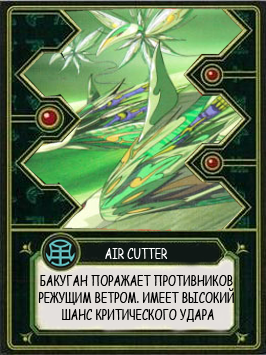 AIR CUTTER
БАКУГАН ПОРАЖАЕТ ПРОТИВНИКОВ
РЕЖУЩИМ ВЕТРОМ. ИМЕЕТ ВЫСОКИЙ
ШАНС КРИТИЧЕСКОГО УДАРА